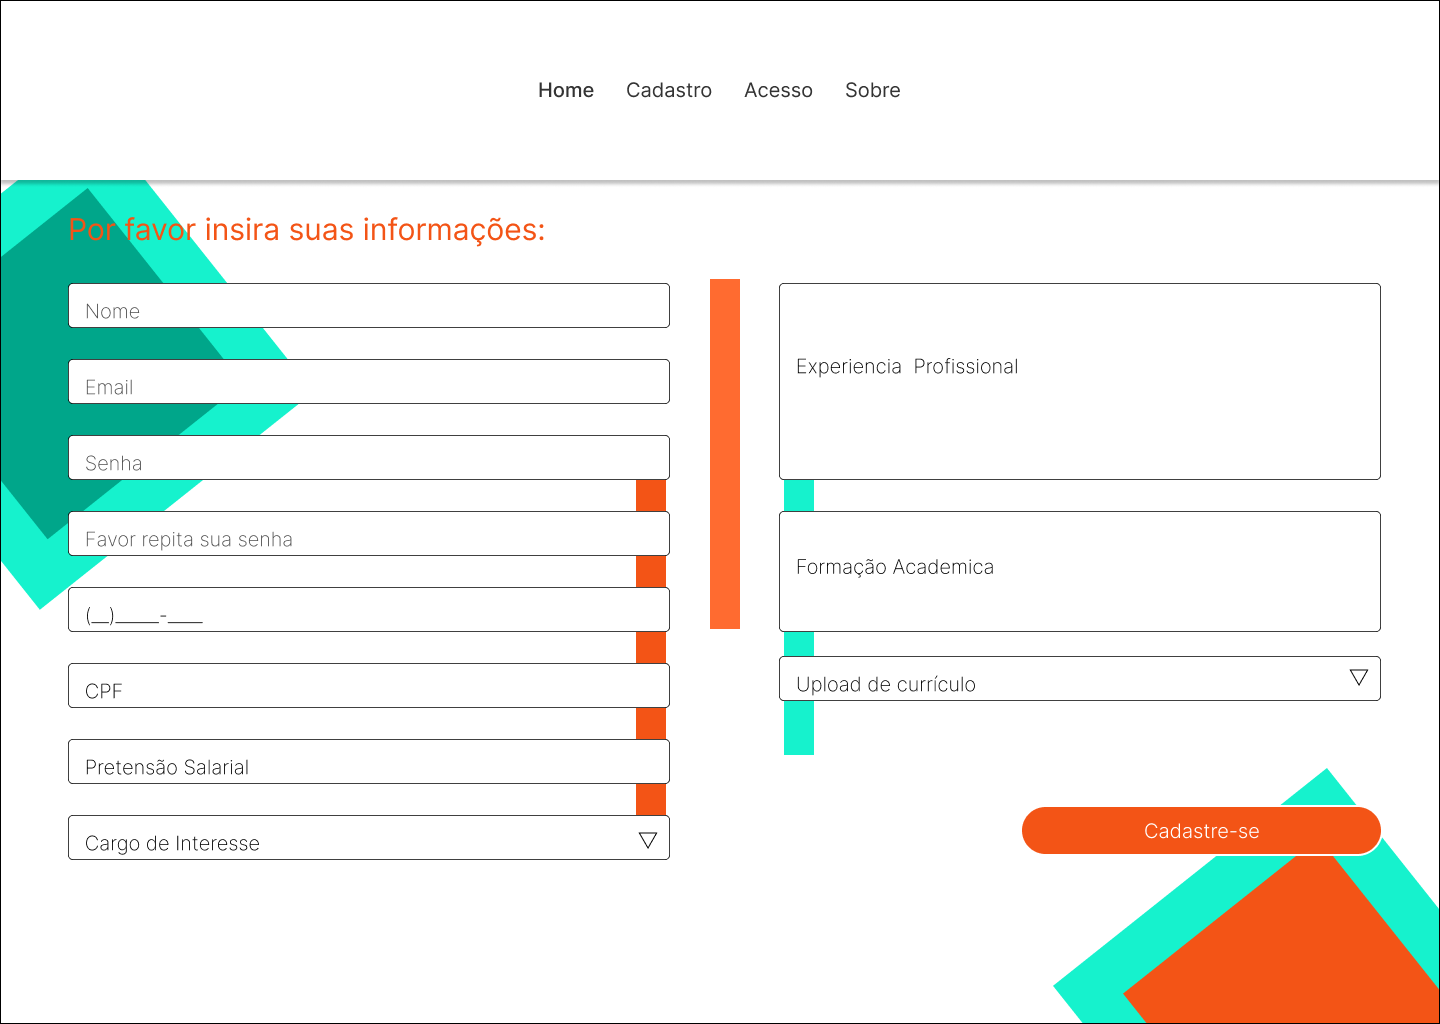 Home Cadastro Acesso Sobre
Por favor insira suas informações:
Nome
Email
Senha
Favor repita sua senha
(__)_____-____
CPF
Pretensão Salarial
Cargo de Interesse
Experiencia  Profissional
Formação Academica
Upload de currículo
Cadastre-se